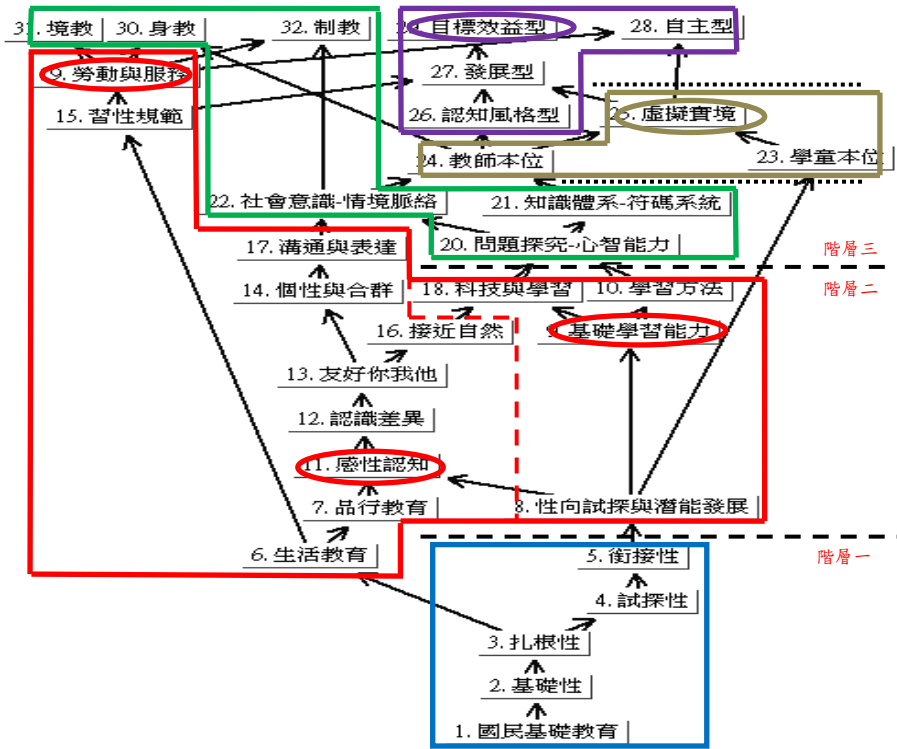 31. 境教
30. 身教
32. 制教
目標效益型
28. 自主型
9. 勞動與服務
27. 發展型
15. 習性規範
26. 認知風格型
25. 虛擬實境
24. 教師本位
23. 學童本位
22. 社會意識-情境脈絡
21. 知識體系-符碼系統
17. 溝通與表達
20. 問題探究-心智能力
階層三
14. 個性與合群
18. 科技與學習
10. 學習方法
階層二
16. 接近自然
9. 基礎學習能力
13. 友好你我他
12. 認識差異
11. 感性認知
7. 品行教育
8. 性向試探與潛能發展
6. 生活教育
5. 銜接性
階層一
4. 試探性
3. 扎根性
2. 基礎性
1. 國民基礎教育